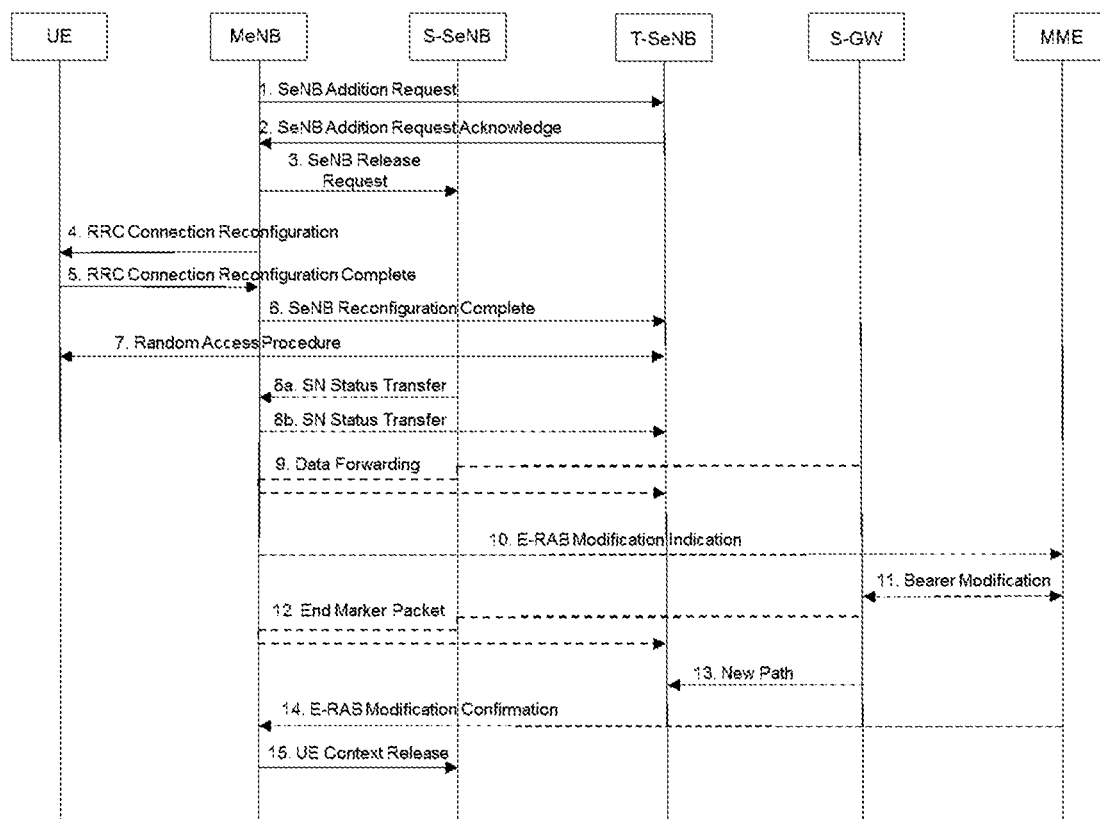 UE MeNB S-SeNB T-SeNB S-GW MME
1. SeNB Addition Request
2. SeNB Addition Request Acknowledge
3. SeNB Release
Request
4. RRC Connection Reconfiguration
5. RRC Connection Reconfiguration Complete
6. SeNB Reconfiguration Complete
7. Random Access Procedure
8a. SN Status Transfer
8b. SN Status Transfer
9. Data Forwarding
10. E-RAB Modification Indication
11. Bearer Modification
12. End Marker Packet
13. New Path
14. E-RAB Modification Confirmation
15. UE Context Release